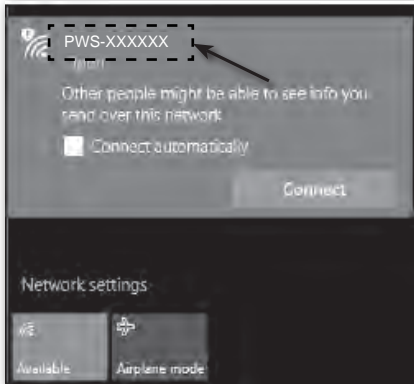 PWS-XXXXXX
Open
Other people might be able to see info you
send over this network
Connect automatically
Connect
Network settings
Available
Airplane mode